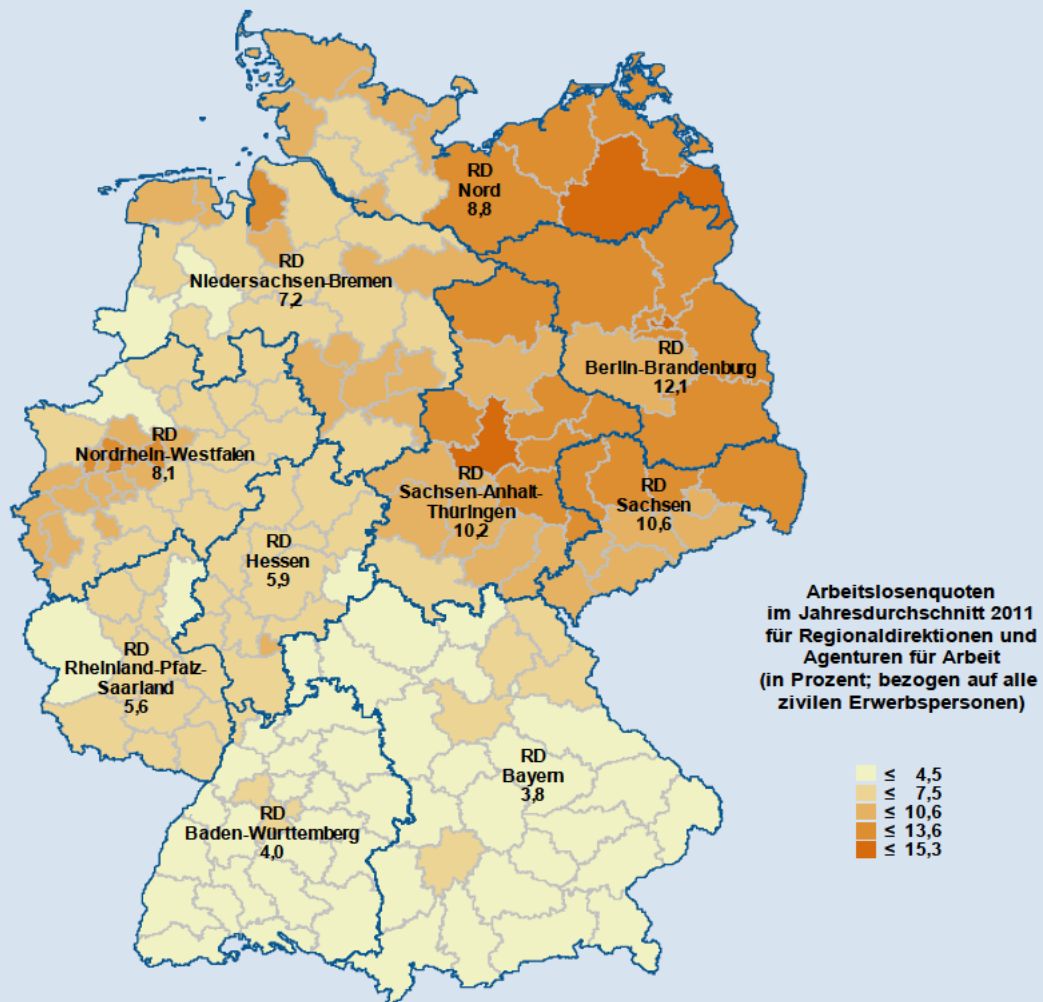 RD
Nord
8,8
RD
Niedersachsen-Bremen
7,2
RD
Berlin-Brandenburg
12,1
RD
Nordrhein-Westfalen
8,1
RD
Sachsen-Anhalt-
Thüringen
10,2
RD
Sachsen
10,6
RD
Hessen
5,9
RD
Rheinland-Pfalz-
Saarland
5,6
RD
Bayern
3,8
RD
Baden-Württemberg
4,0
Arbeitslosenquoten
im Jahresdurchschnitt 2011
für Regionaldirektionen und
Agenturen für Arbeit
(in Prozent; bezogen auf alle
zivilen Erwerbspersonen)
≤ 4,5
≤ 7,5
≤ 10,6
≤ 13,6
≤ 15,3